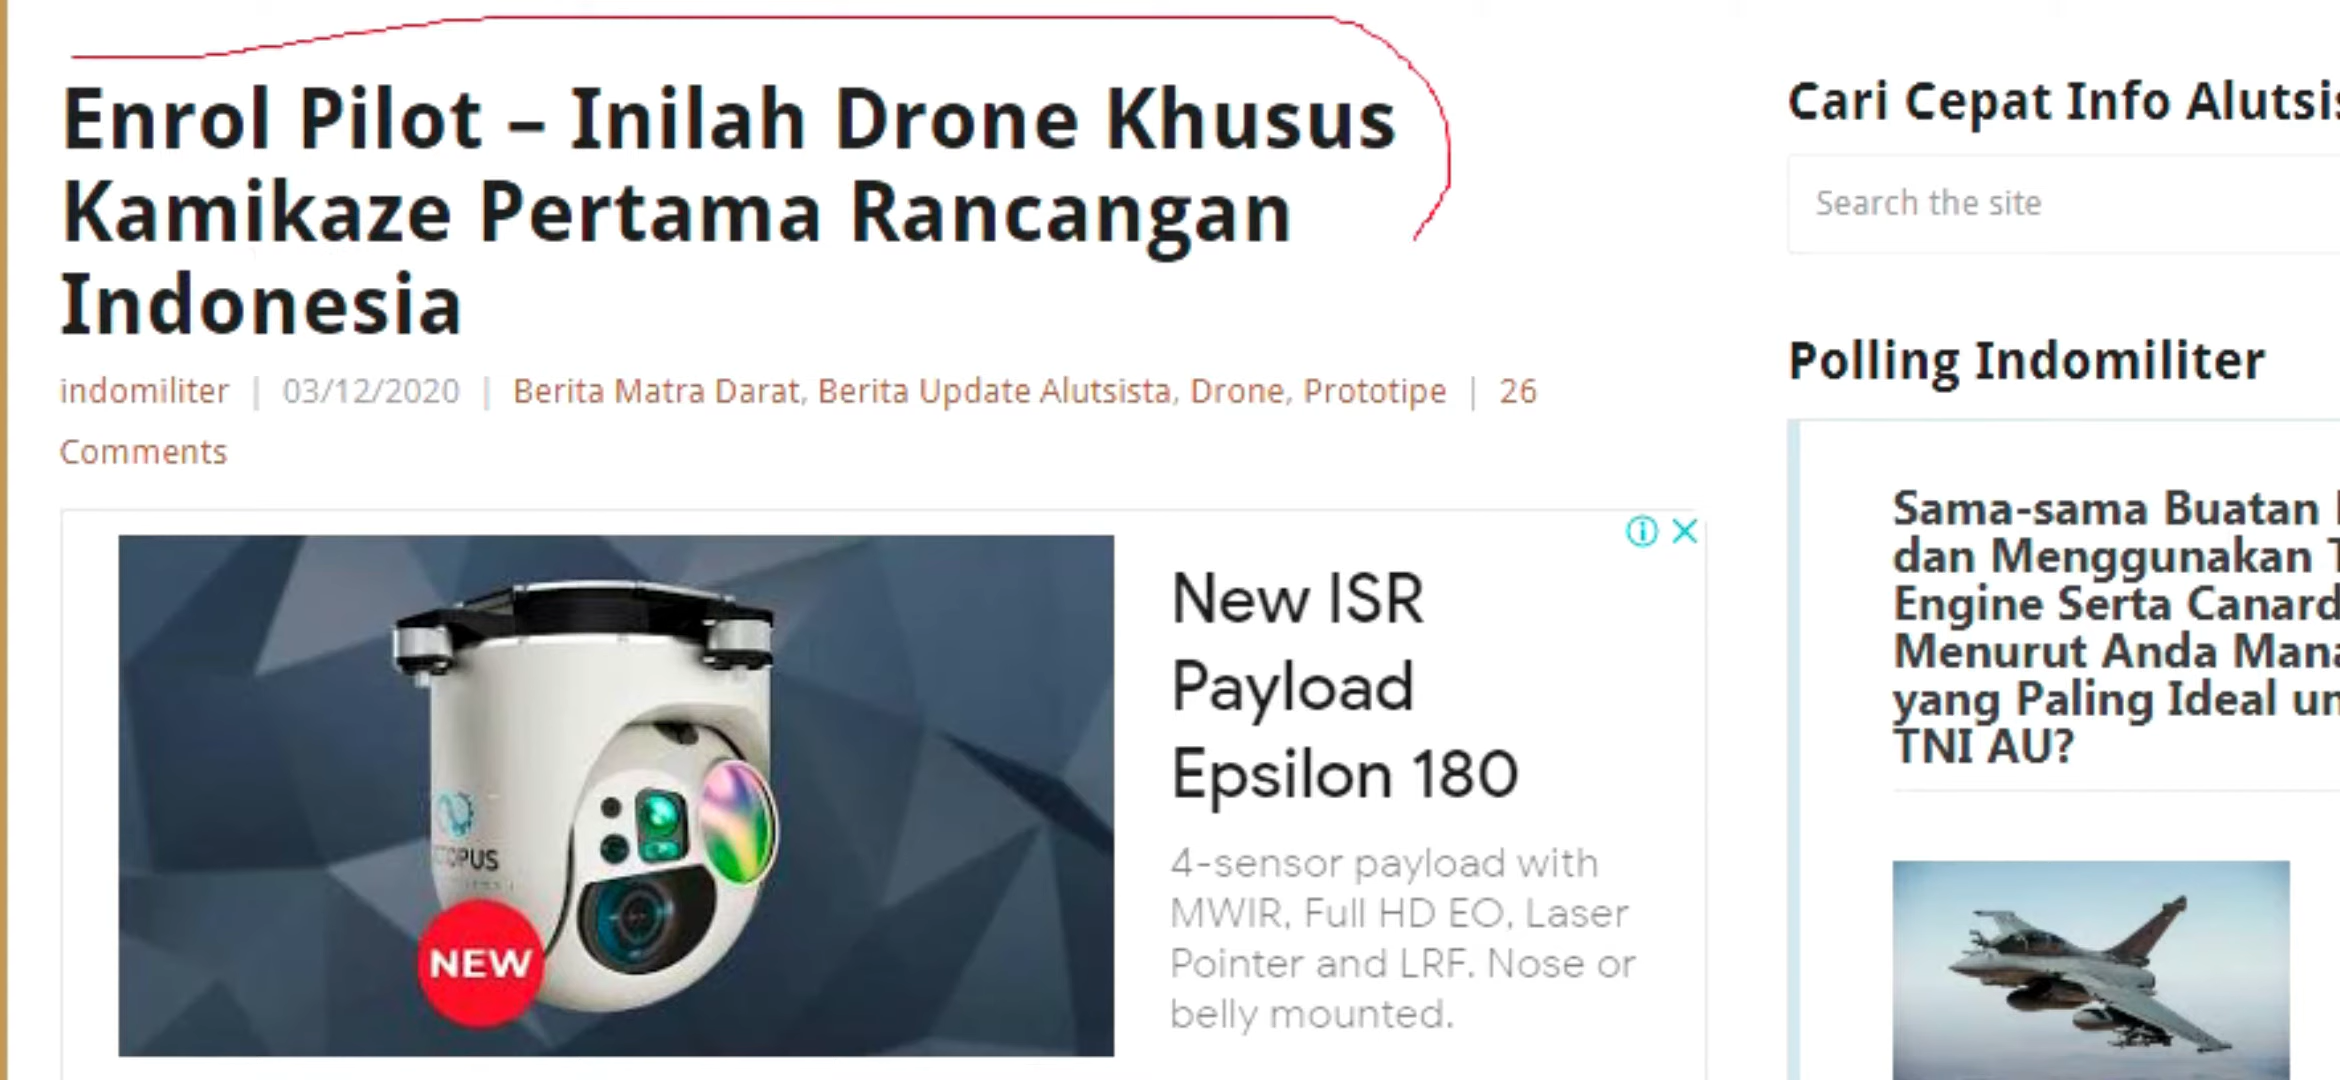 Enrol Pilot – Inilah Drone Khusus
Kamikaze Pertama Rancangan
Indonesia
indomiliter | 03/12/2020 | Berita Matra Darat, Berita Update Alutsista, Drone, Prototipe | 26
Comments
New ISR
Payload
Epsilon 180
4-sensor payload with
MWIR, Full HD EO, Laser
Pointer and LRF. Nose or
belly mounted.
CTOPUS
NEW
Cari Cepat Info
Search the site
Polling Indomiliter
Sama-sama Buatan
dan Menggunakan
Engine Serta Canard
Menurut Anda
yang Paling Ideal
TNI AU?